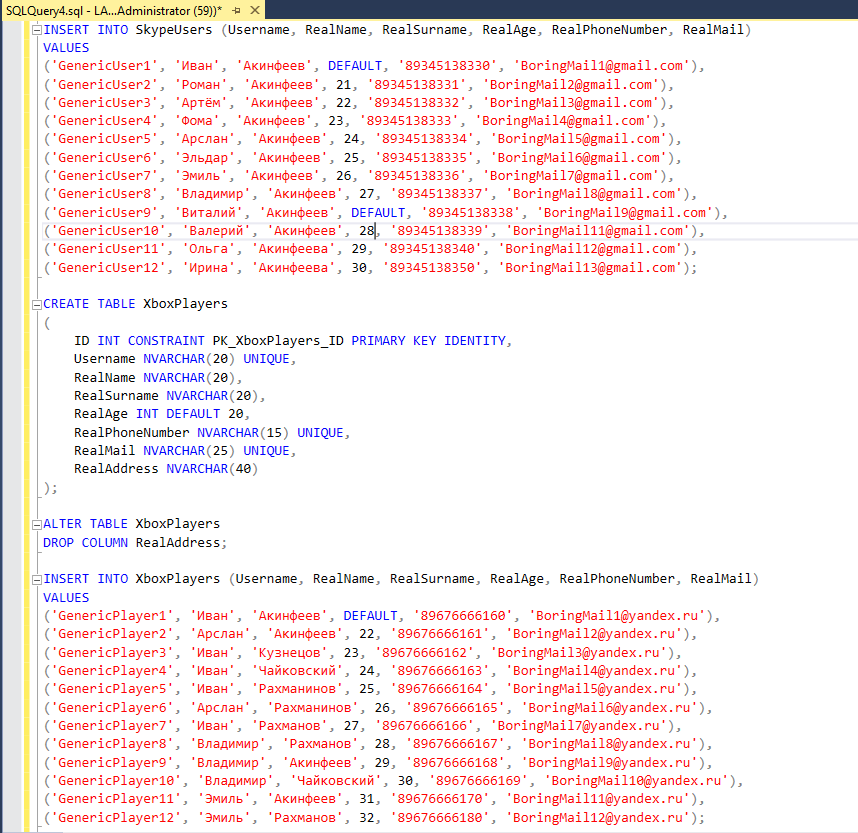 SQLQuery4.sql - LA...Administrator (59))*
INSERT INTO SkypeUsers (Username, RealName, RealSurname, RealAge, RealPhoneNumber, RealMail)
VALUES
('GenericUser1', 'Иван', 'Акинфеев', DEFAULT, '89345138330', 'BoringMail1@gmail.com'),
('GenericUser2', 'Роман', 'Акинфеев', 21, '89345138331', 'BoringMail2@gmail.com'),
('GenericUser3', 'Артём', 'Акинфеев', 22, '89345138332', 'BoringMail3@gmail.com'),
('GenericUser4', 'Фома', 'Акинфеев', 23, '89345138333', 'BoringMail4@gmail.com'),
('GenericUser5', 'Арслан', 'Акинфеев', 24, '89345138334', 'BoringMail5@gmail.com'),
('GenericUser6', 'Эльдар', 'Акинфеев', 25, '89345138335', 'BoringMail6@gmail.com'),
('GenericUser7', 'Эмиль', 'Акинфеев', 26, '89345138336', 'BoringMail7@gmail.com'),
('GenericUser8', 'Владимир', 'Акинфеев', 27, '89345138337', 'BoringMail8@gmail.com'),
('GenericUser9', 'Виталий', 'Акинфеев', DEFAULT, '89345138338', 'BoringMail9@gmail.com'),
('GenericUser10', 'Валерий', 'Акинфеев', 28, '89345138339', 'BoringMail11@gmail.com'),
('GenericUser11', 'Ольга', 'Акинфеева', 29, '89345138340', 'BoringMail12@gmail.com'),
('GenericUser12', 'Ирина', 'Акинфеева', 30, '89345138350', 'BoringMail13@gmail.com');
CREATE TABLE XboxPlayers
(
ID INT CONSTRAINT PK_XboxPlayers_ID PRIMARY KEY IDENTITY,
Username NVARCHAR(20) UNIQUE,
RealName NVARCHAR(20),
RealSurname NVARCHAR(20),
RealAge INT DEFAULT 20,
RealPhoneNumber NVARCHAR(15) UNIQUE,
RealMail NVARCHAR(25) UNIQUE,
RealAddress NVARCHAR(40)
);
ALTER TABLE XboxPlayers
DROP COLUMN RealAddress;
INSERT INTO XboxPlayers (Username, RealName, RealSurname, RealAge, RealPhoneNumber, RealMail)
VALUES
('GenericPlayer1', 'Иван', 'Акинфеев', DEFAULT, '89676666160', 'BoringMail1@yandex.ru'),
('GenericPlayer2', 'Арслан', 'Акинфеев', 22, '89676666161', 'BoringMail2@yandex.ru'),
('GenericPlayer3', 'Иван', 'Кузнецов', 23, '89676666162', 'BoringMail3@yandex.ru'),
('GenericPlayer4', 'Иван', 'Чайковский', 24, '89676666163', 'BoringMail4@yandex.ru'),
('GenericPlayer5', 'Иван', 'Рахманинов', 25, '89676666164', 'BoringMail5@yandex.ru'),
('GenericPlayer6', 'Арслан', 'Рахманинов', 26, '89676666165', 'BoringMail6@yandex.ru'),
('GenericPlayer7', 'Иван', 'Рахманов', 27, '89676666166', 'BoringMail7@yandex.ru'),
('GenericPlayer8', 'Владимир', 'Рахманов', 28, '89676666167', 'BoringMail8@yandex.ru'),
('GenericPlayer9', 'Владимир', 'Акинфеев', 29, '89676666168', 'BoringMail9@yandex.ru'),
('GenericPlayer10', 'Владимир', 'Чайковский', 30, '89676666169', 'BoringMail10@yandex.ru'),
('GenericPlayer11', 'Эмиль', 'Акинфеев', 31, '89676666170', 'BoringMail11@yandex.ru'),
('GenericPlayer12', 'Эмиль', 'Рахманов', 32, '89676666180', 'BoringMail12@yandex.ru');